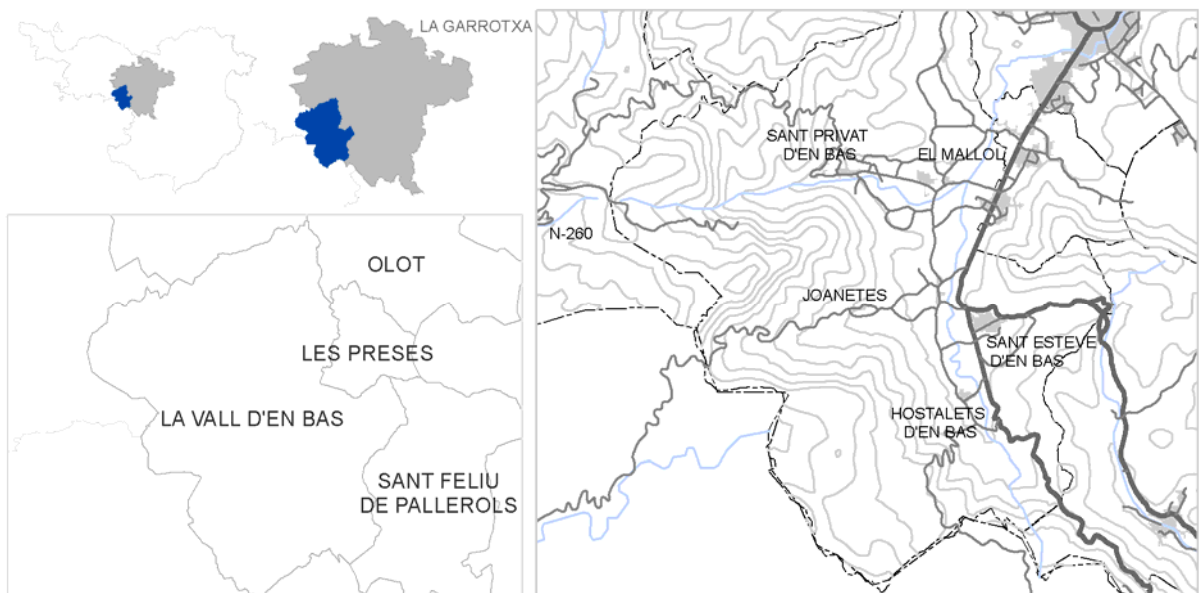 LA GARROTXA
OLOT
LES PRESES
LA VALL D'EN BAS
SANT FELIU
DE PALLEROLS
SANT PRIVAT
D'EN BAS
EL MALLOL
N-260
JOANETES
SANT ESTEVE
D'EN BAS
HOSTALETS
D'EN BAS